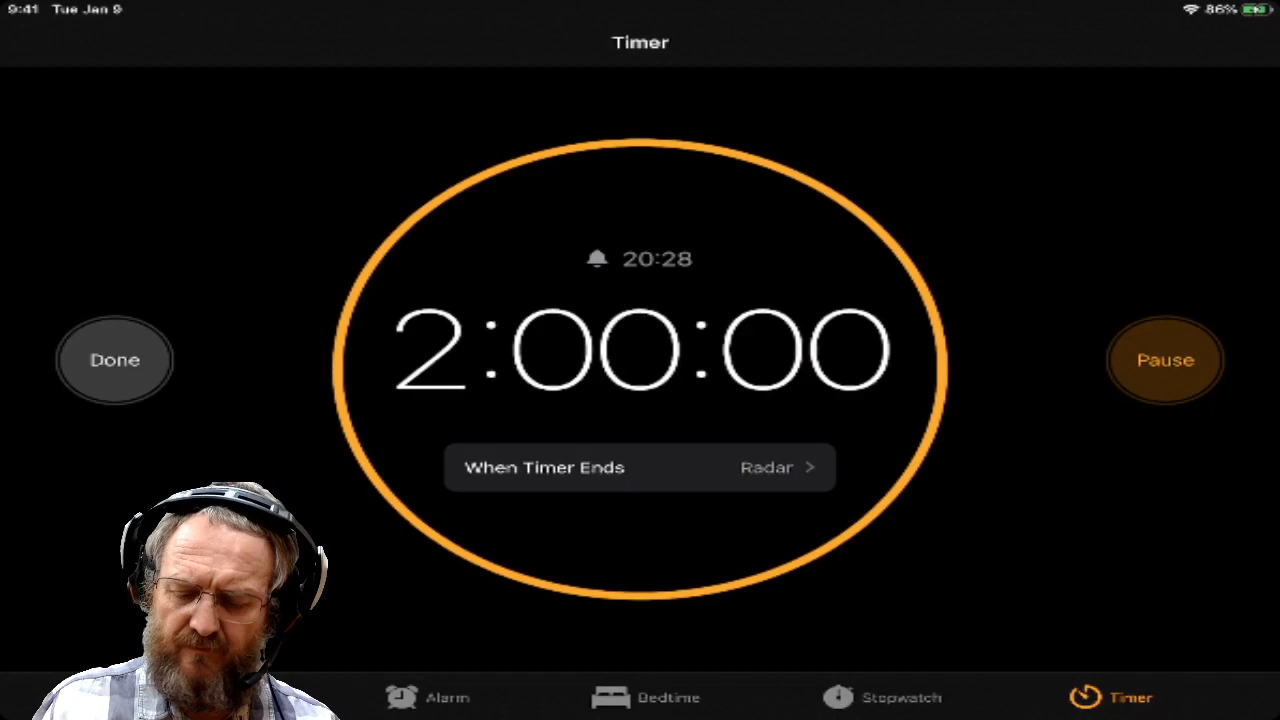 9:41 Tue Jan 9
86%
Timer
20:28
2:00:00
Done
Pause
When Timer Ends Radar >
Alarm
Bedtime
Stopwatch
Timer